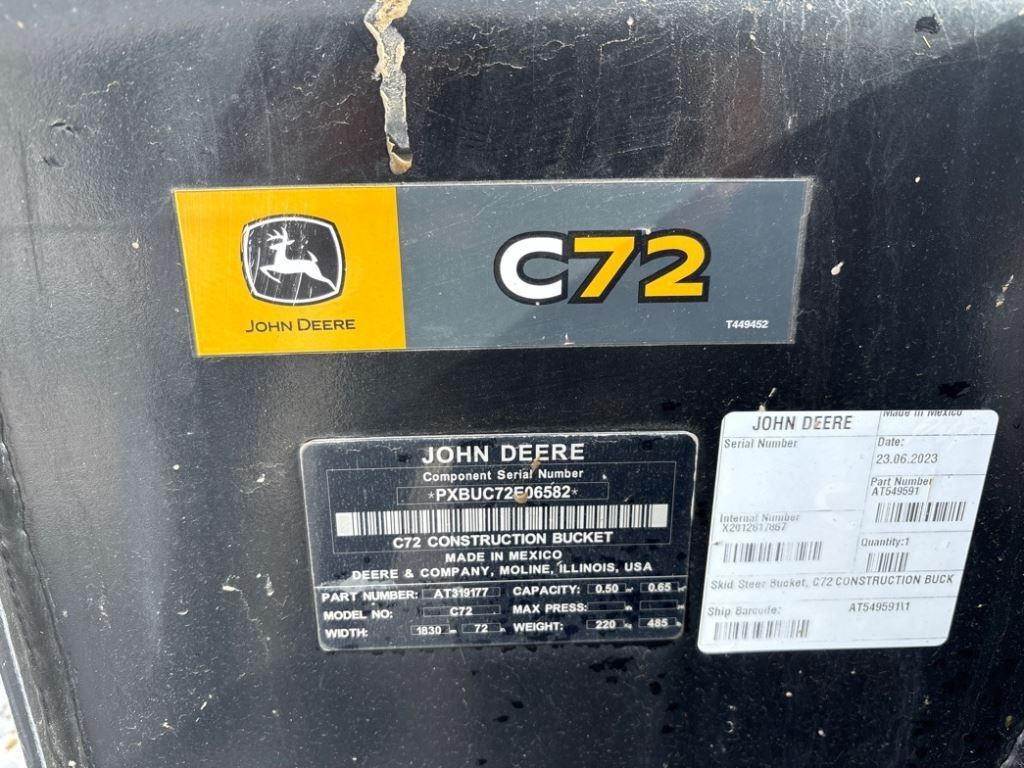 JOHN DEERE
C72
T449452
JOHN DEERE
Component Serial Number
*PXBUC72E06582*
C72 CONSTRUCTION BUCKET
MADE IN MEXICO
DEERE & COMPANY, MOLINE, ILLINOIS, USA
PART NUMBER: AT319177 CAPACITY: 0.50 0.65
MODEL NO: C72 MAX PRESS:
WIDTH: 1830 72 WEIGHT: 220 kg 485
JOHN DEERE
Made in Mexico
Serial Number
Date:
23.06.2023
Part Number
AT549591
Internal Number
X2012617867
Quantity:1
Skid Steer Bucket, C72 CONSTRUCTION BUCK
Ship Barcode: AT549591\1